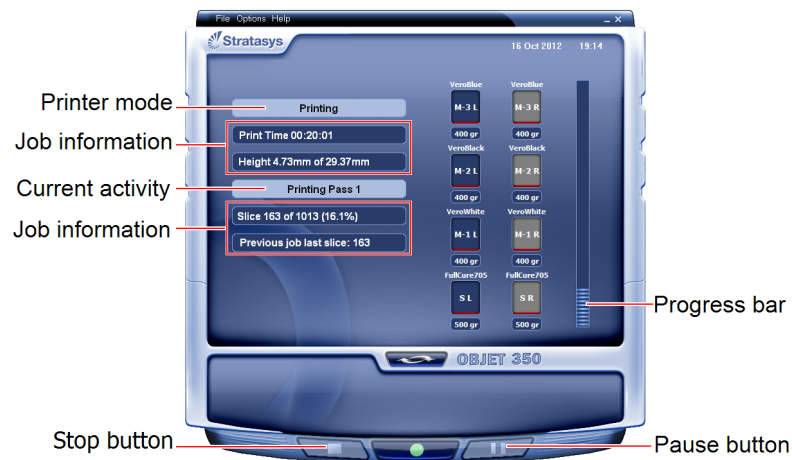 File Options Help
Stratasys
16 Oct 2012 19:14
Printer mode
Printing
Job information
Print Time 00:20:01
Height 4.73mm of 29.37mm
Current activity
Printing Pass 1
Job information
Slice 163 of 1013 (16.1%)
Previous job last slice: 163
VeroBlue VeroBlue
M-3 L M-3 R
400 gr 400 gr
VeroBlack VeroBlack
M-2 L M-2 R
400 gr 400 gr
VeroWhite VeroWhite
M-1 L M-1 R
400 gr 400 gr
FullCure705 FullCure705
S L S R
500 gr 500 gr
Progress bar
OBJET 350
Stop button
Pause button